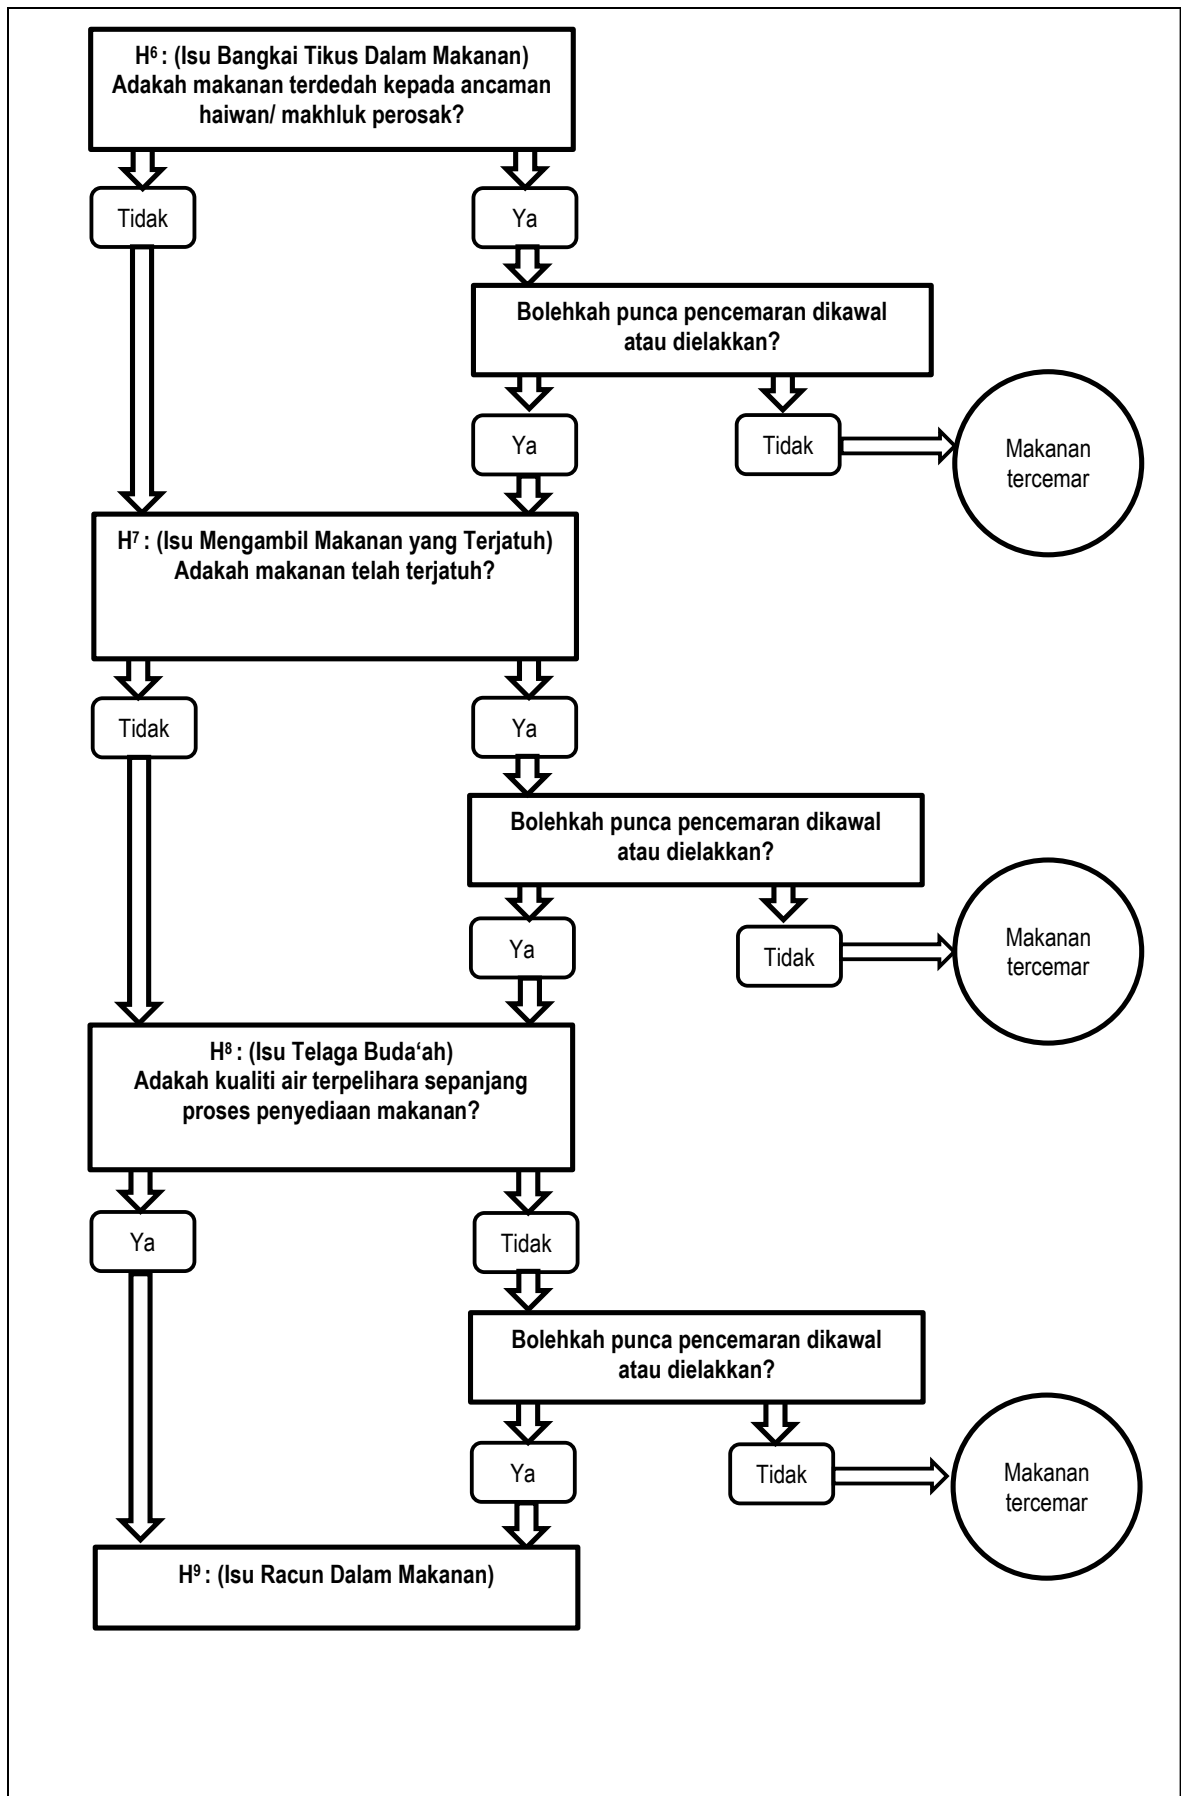 H⁶ : (Isu Bangkai Tikus Dalam Makanan)
Adakah makanan terdedah kepada ancaman
haiwan/ makhluk perosak?
Tidak
Ya
Bolehkah punca pencemaran dikawal
atau dielakkan?
Ya
Tidak
Makanan
tercemar
H⁷ : (Isu Mengambil Makanan yang Terjatuh)
Adakah makanan telah terjatuh?
Tidak
Ya
Bolehkah punca pencemaran dikawal
atau dielakkan?
Ya
Tidak
Makanan
tercemar
H⁸ : (Isu Telaga Buda‘ah)
Adakah kualiti air terpelihara sepanjang
proses penyediaan makanan?
Ya
Tidak
Bolehkah punca pencemaran dikawal
atau dielakkan?
Ya
Tidak
Makanan
tercemar
H⁹ : (Isu Racun Dalam Makanan)